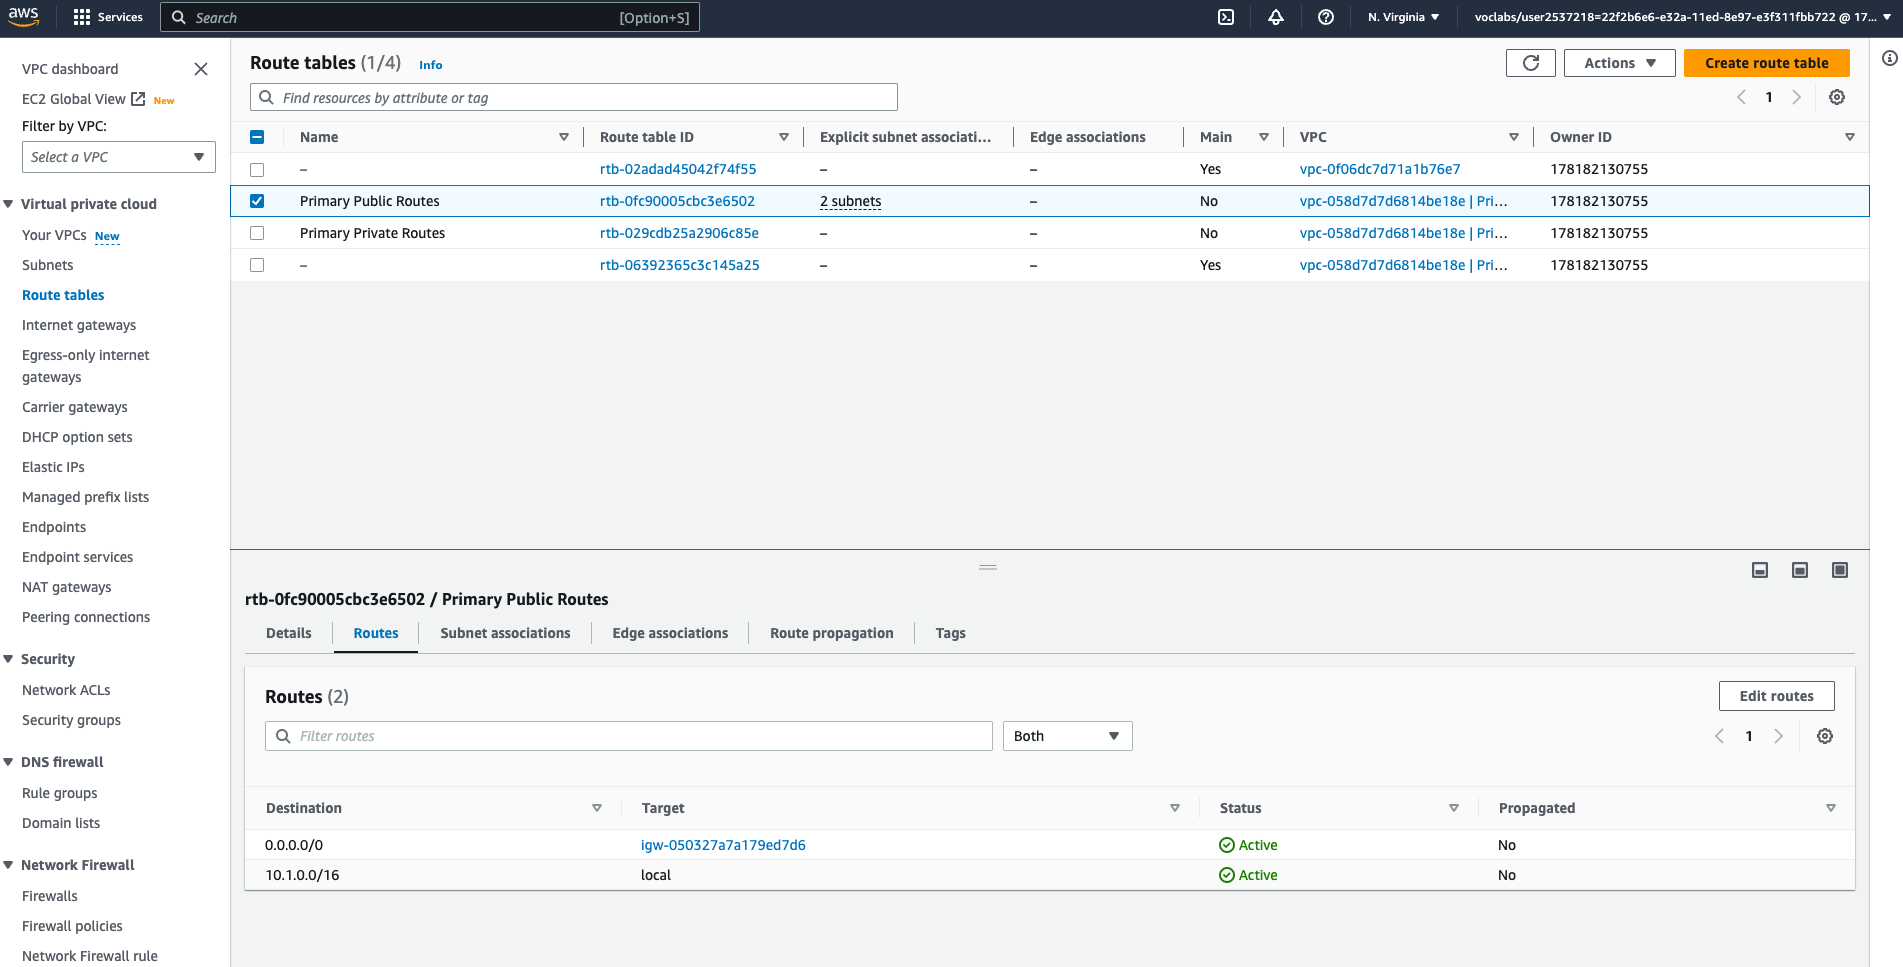 aws Services Search [Option+S] N. Virginia voclabs/user2537218=22f2b6e6-e32a-11ed-8e97-e3f311fbb722 @ 17...
VPC dashboard
EC2 Global View New
Filter by VPC:
Select a VPC
Virtual private cloud
Your VPCs New
Subnets
Route tables
Internet gateways
Egress-only internet
gateways
Carrier gateways
DHCP option sets
Elastic IPs
Managed prefix lists
Endpoints
Endpoint services
NAT gateways
Peering connections
Security
Network ACLs
Security groups
DNS firewall
Rule groups
Domain lists
Network Firewall
Firewalls
Firewall policies
Network Firewall rule
Route tables (1/4) Info Actions Create route table
Find resources by attribute or tag 1
Name Route table ID Explicit subnet associati... Edge associations Main VPC Owner ID
– rtb-02adad45042f74f55 – – Yes vpc-0f06dc7d71a1b76e7 178182130755
Primary Public Routes rtb-0fc90005cbc3e6502 2 subnets – No vpc-058d7d7d6814be18e | Pri... 178182130755
Primary Private Routes rtb-029cdb25a2906c85e – – No vpc-058d7d7d6814be18e | Pri... 178182130755
– rtb-06392365c3c145a25 – – Yes vpc-058d7d7d6814be18e | Pri... 178182130755
rtb-0fc90005cbc3e6502 / Primary Public Routes
Details Routes Subnet associations Edge associations Route propagation Tags
Routes (2) Edit routes
Filter routes Both 1
Destination Target Status Propagated
0.0.0.0/0 igw-050327a7a179ed7d6 Active No
10.1.0.0/16 local Active No